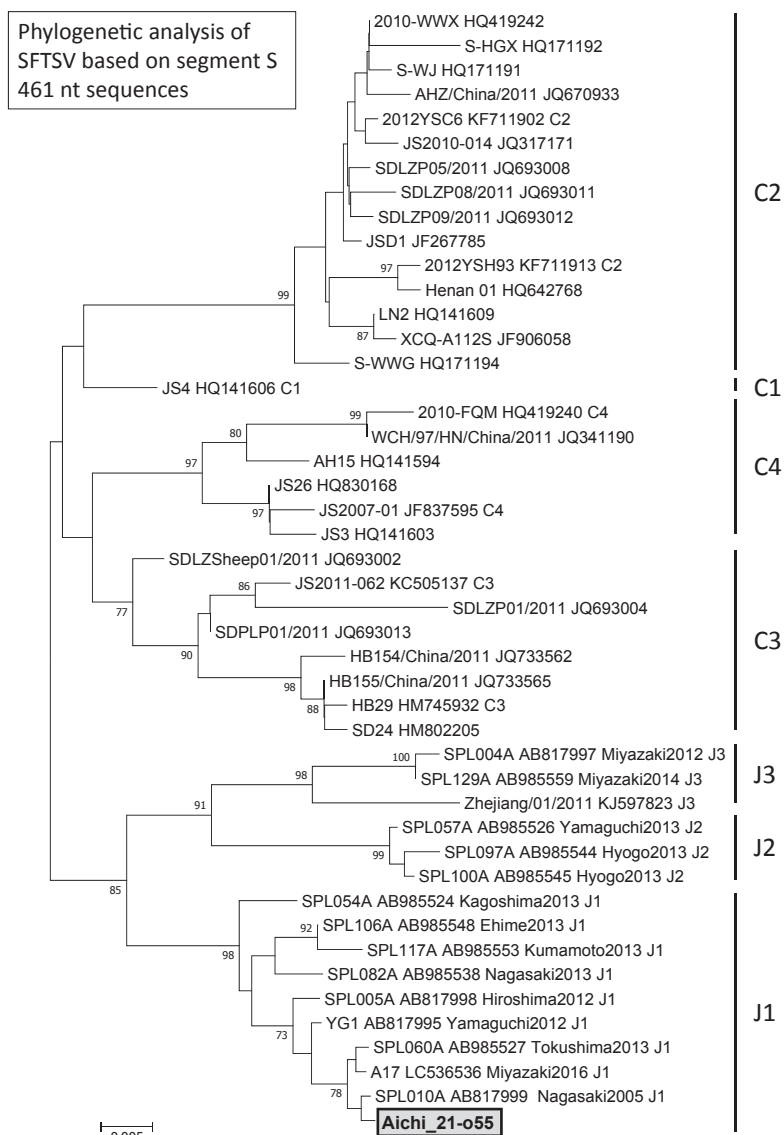 Phylogenetic analysis of
SFTSV based on segment S
461 nt sequences
2010-WWX HQ419242
S-HGX HQ171192
S-WJ HQ171191
AHZ/China/2011 JQ670933
2012YSC6 KF711902 C2
JS2010-014 JQ317171
SDLZP05/2011 JQ693008
SDLZP08/2011 JQ693011
SDLZP09/2011 JQ693012
JSD1 JF267785
97
2012YSH93 KF711913 C2
Henan 01 HQ642768
99
LN2 HQ141609
87
XCQ-A112S JF906058
S-WWG HQ171194
C2
JS4 HQ141606 C1
C1
99
2010-FQM HQ419240 C4
80
WCH/97/HN/China/2011 JQ341190
97
AH15 HQ141594
JS26 HQ830168
97
JS2007-01 JF837595 C4
JS3 HQ141603
C4
SDLZSheep01/2011 JQ693002
86
JS2011-062 KC505137 C3
77
SDLZP01/2011 JQ693004
SDPLP01/2011 JQ693013
90
HB154/China/2011 JQ733562
98
HB155/China/2011 JQ733565
88
HB29 HM745932 C3
SD24 HM802205
C3
100
SPL004A AB817997 Miyazaki2012 J3
98
SPL129A AB985559 Miyazaki2014 J3
Zhejiang/01/2011 KJ597823 J3
J3
91
SPL057A AB985526 Yamaguchi2013 J2
99
SPL097A AB985544 Hyogo2013 J2
SPL100A AB985545 Hyogo2013 J2
J2
85
SPL054A AB985524 Kagoshima2013 J1
92
SPL106A AB985548 Ehime2013 J1
98
SPL117A AB985553 Kumamoto2013 J1
SPL082A AB985538 Nagasaki2013 J1
SPL005A AB817998 Hiroshima2012 J1
73
YG1 AB817995 Yamaguchi2012 J1
SPL060A AB985527 Tokushima2013 J1
A17 LC536536 Miyazaki2016 J1
78
SPL010A AB817999 Nagasaki2005 J1
Aichi_21-o55
J1
0.005